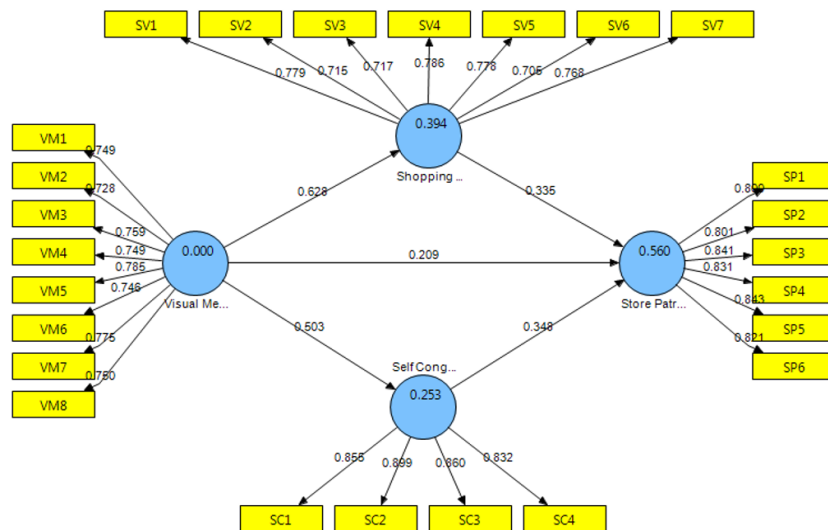 SV1 SV2 SV3 SV4 SV5 SV6 SV7
0.779 0.715 0.717 0.786 0.778 0.705 0.768
0.394
Shopping ...
VM1
VM2
VM3
VM4
VM5
VM6
VM7
VM8
0.749
0.728
0.759
0.749
0.785
0.746
0.775
0.750
0.000
Visual Me...
0.628
0.335
0.209
0.503
0.348
0.560
Store Patr...
SP1
SP2
SP3
SP4
SP5
SP6
0.801
0.841
0.831
0.843
0.821
Self Cong...
0.253
0.855 0.899 0.860 0.832
SC1 SC2 SC3 SC4